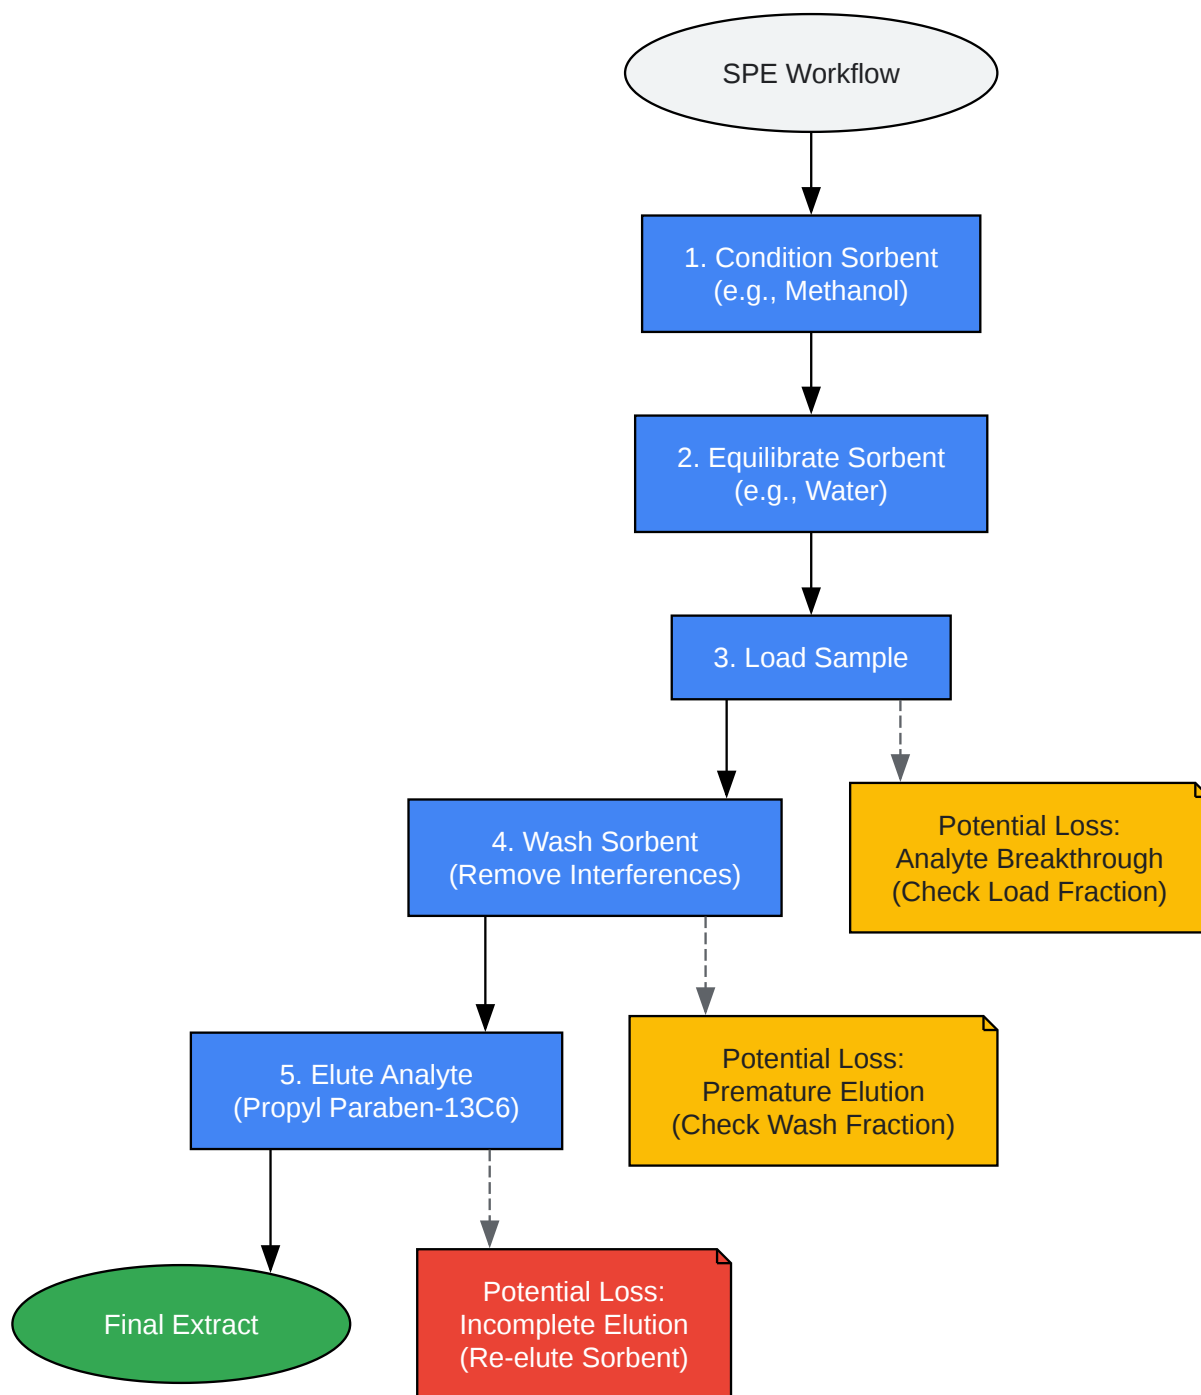 SPE Workflow
1. Condition Sorbent
(e.g., Methanol)
2. Equilibrate Sorbent
(e.g., Water)
3. Load Sample
4. Wash Sorbent
(Remove Interferences)
Potential Loss:
Analyte Breakthrough
(Check Load Fraction)
5. Elute Analyte
(Propyl Paraben-13C6)
Potential Loss:
Premature Elution
(Check Wash Fraction)
Final Extract
Potential Loss:
Incomplete Elution
(Re-elute Sorbent)